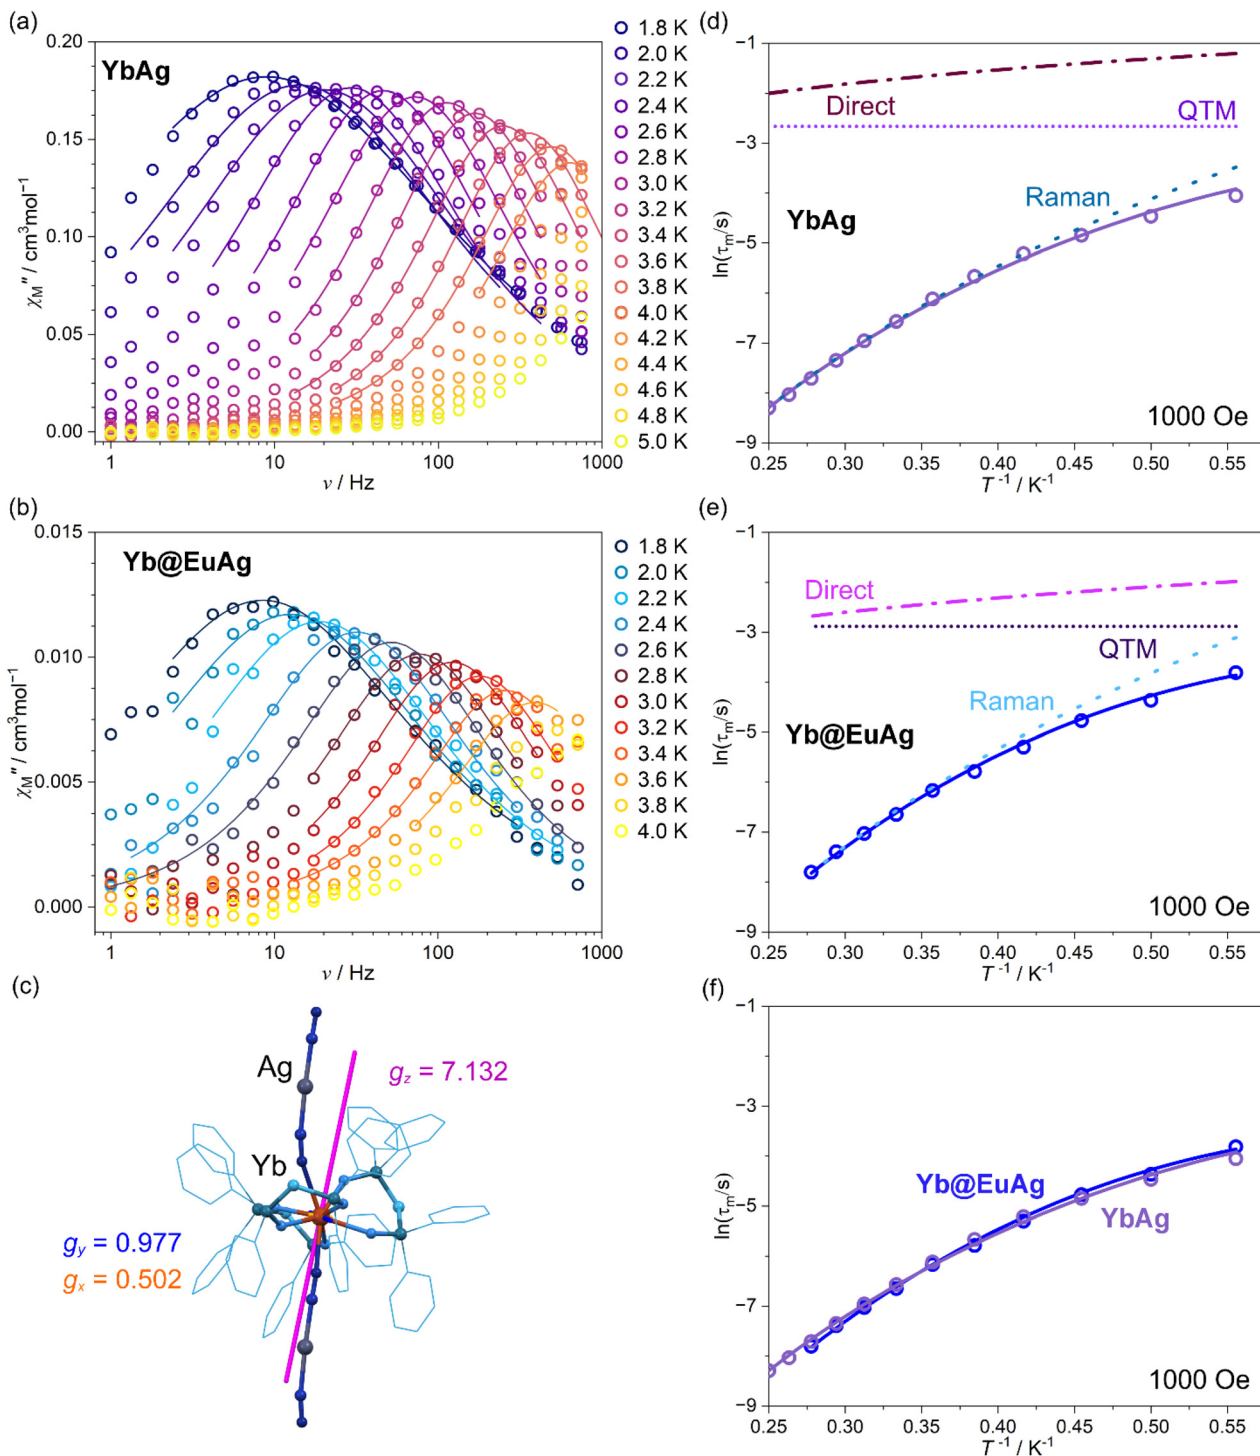 (a)
YbAg
0.20
0.15
0.10
0.05
0.00
χM″ / cm³mol⁻¹
1
10
100
1000
ν / Hz
1.8 K
2.0 K
2.2 K
2.4 K
2.6 K
2.8 K
3.0 K
3.2 K
3.4 K
3.6 K
3.8 K
4.0 K
4.2 K
4.4 K
4.6 K
4.8 K
5.0 K
(d)
−1
−3
−5
−7
−9
ln(τm/s)
Direct
QTM
Raman
YbAg
1000 Oe
0.25 0.30 0.35 0.40 0.45 0.50 0.55
T⁻¹ / K⁻¹
(b)
Yb@EuAg
0.015
0.010
0.005
0.000
χM″ / cm³mol⁻¹
1
10
100
1000
ν / Hz
1.8 K
2.0 K
2.2 K
2.4 K
2.6 K
2.8 K
3.0 K
3.2 K
3.4 K
3.6 K
3.8 K
4.0 K
(e)
−1
−3
−5
−7
−9
ln(τm/s)
Direct
QTM
Raman
Yb@EuAg
1000 Oe
0.25 0.30 0.35 0.40 0.45 0.50 0.55
T⁻¹ / K⁻¹
(c)
Ag
gz = 7.132
Yb
gy = 0.977
gx = 0.502
(f)
−1
−3
−5
−7
−9
ln(τm/s)
Yb@EuAg
YbAg
1000 Oe
0.25 0.30 0.35 0.40 0.45 0.50 0.55
T⁻¹ / K⁻¹